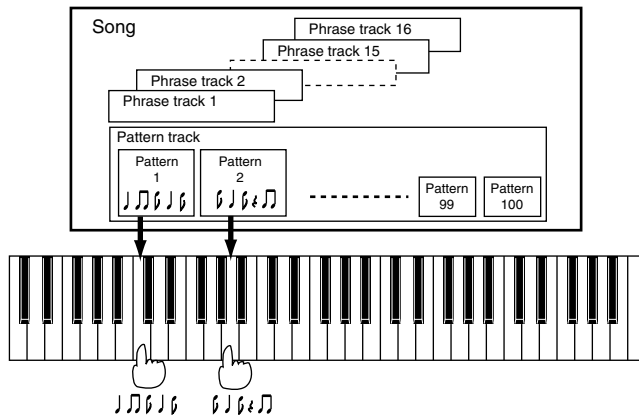 Song
Phrase track 16
Phrase track 15
Phrase track 2
Phrase track 1
Pattern track
Pattern
1
Pattern
2
Pattern
99
Pattern
100